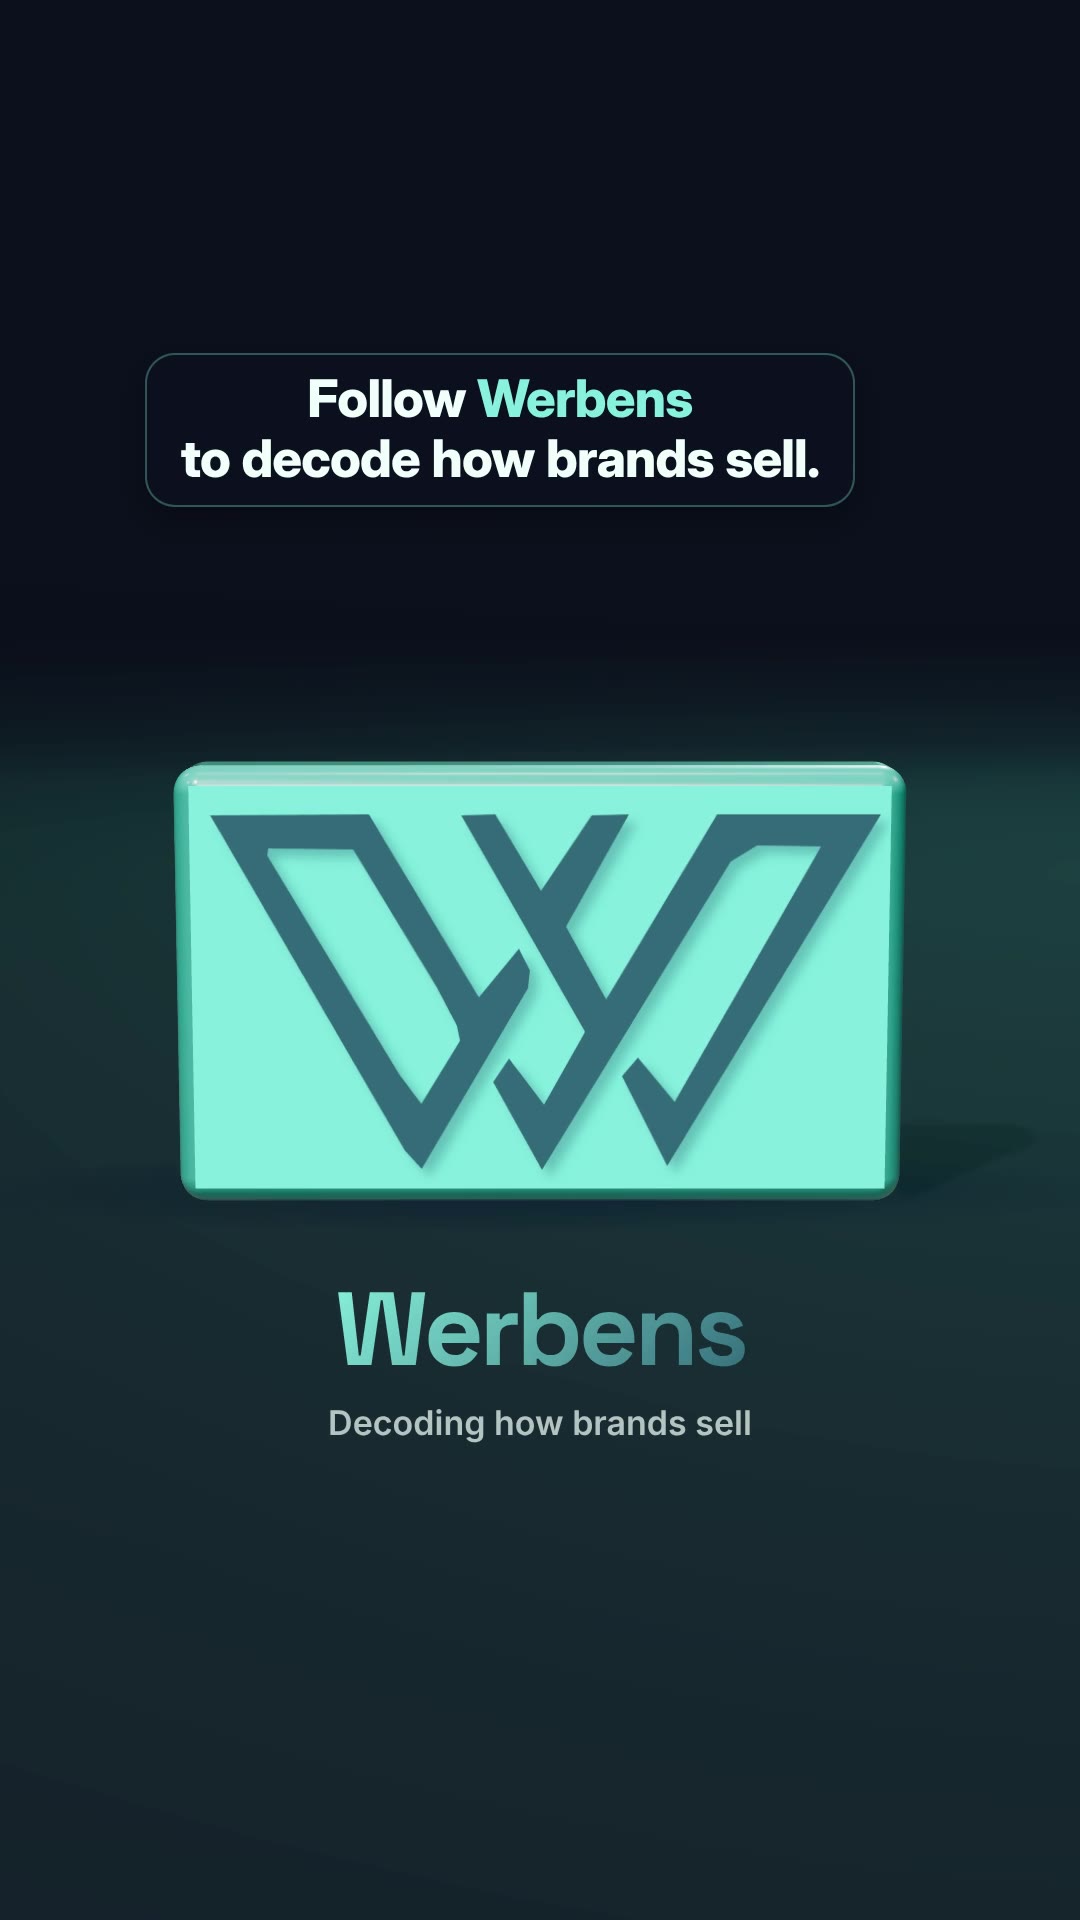 Follow Werbens
to decode how brands sell.
Werbens
Decoding how brands sell